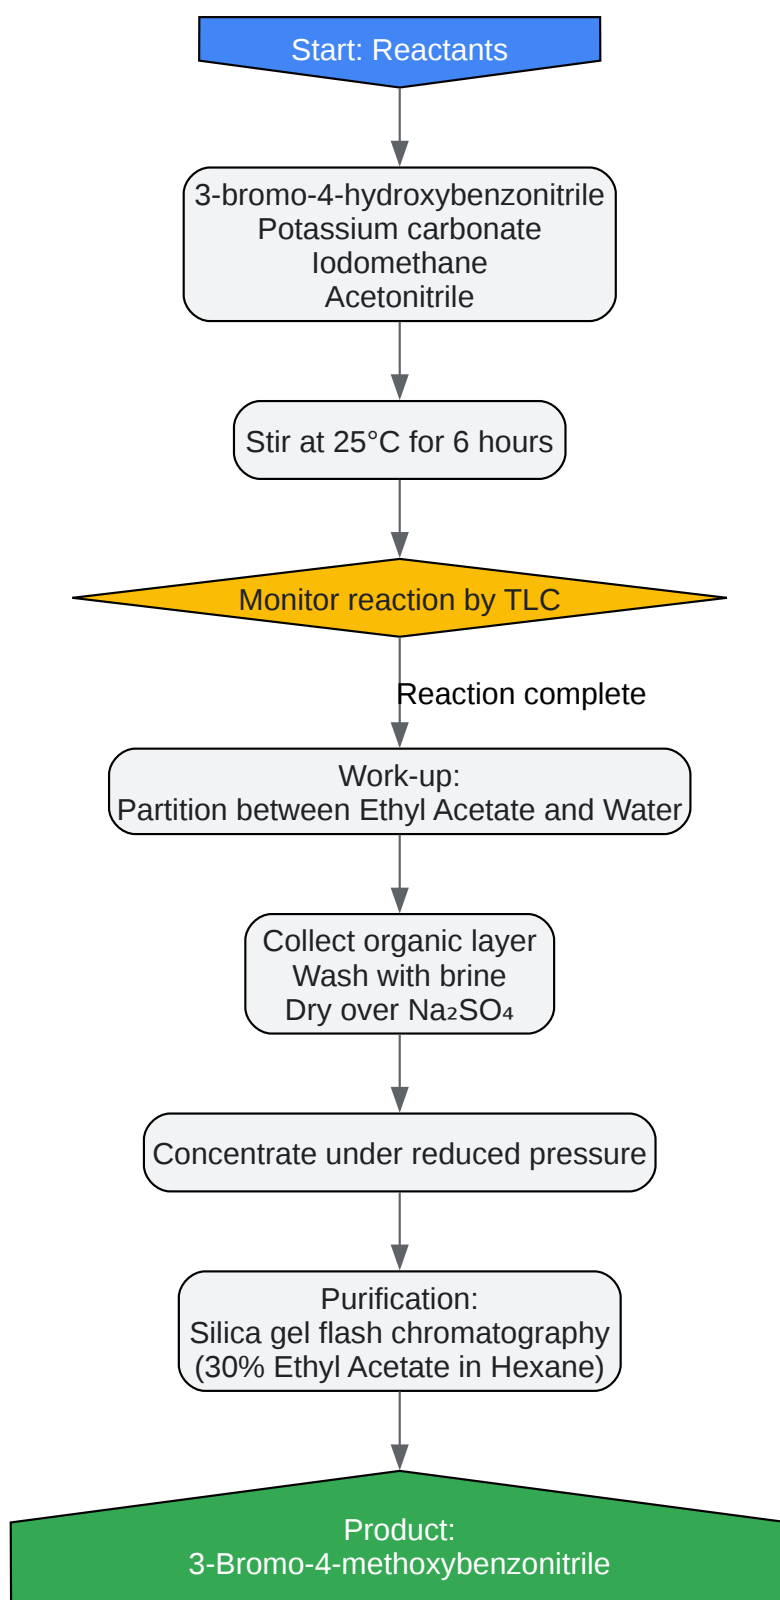 Start: Reactants
3-bromo-4-hydroxybenzonitrile
Potassium carbonate
Iodomethane
Acetonitrile
Stir at 25°C for 6 hours
Monitor reaction by TLC
Reaction complete
Work-up:
Partition between Ethyl Acetate and Water
Collect organic layer
Wash with brine
Dry over Na₂SO₄
Concentrate under reduced pressure
Purification:
Silica gel flash chromatography
(30% Ethyl Acetate in Hexane)
Product:
3-Bromo-4-methoxybenzonitrile